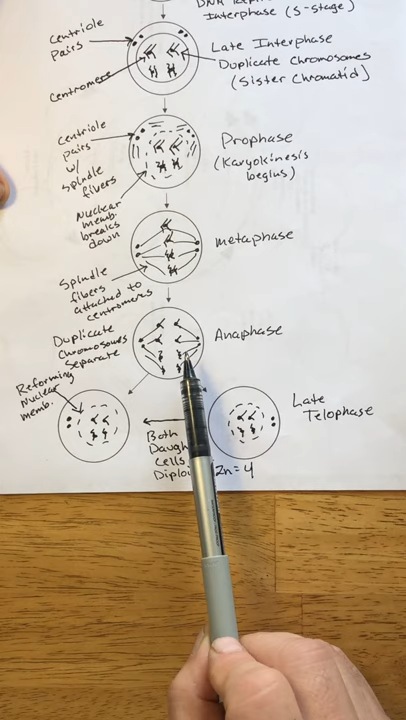 Interphase (S-stage)
Centriole
Pairs
Late Interphase
Duplicate Chromosomes
(Sister Chromatid)
Centromere
Centriole
pairs
w/
Spindle
fibers
Prophase
(Karyokinesis
begins)
Nuclear
memb.
breaks
down
metaphase
Spindle
fibers
attached to
centromeres
Duplicate
Chromosomes
Separate
Anaphase
Reforming
Nuclear
memb.
Late
Telophase
Both
Daugh
Cells
Diploi 2n=4